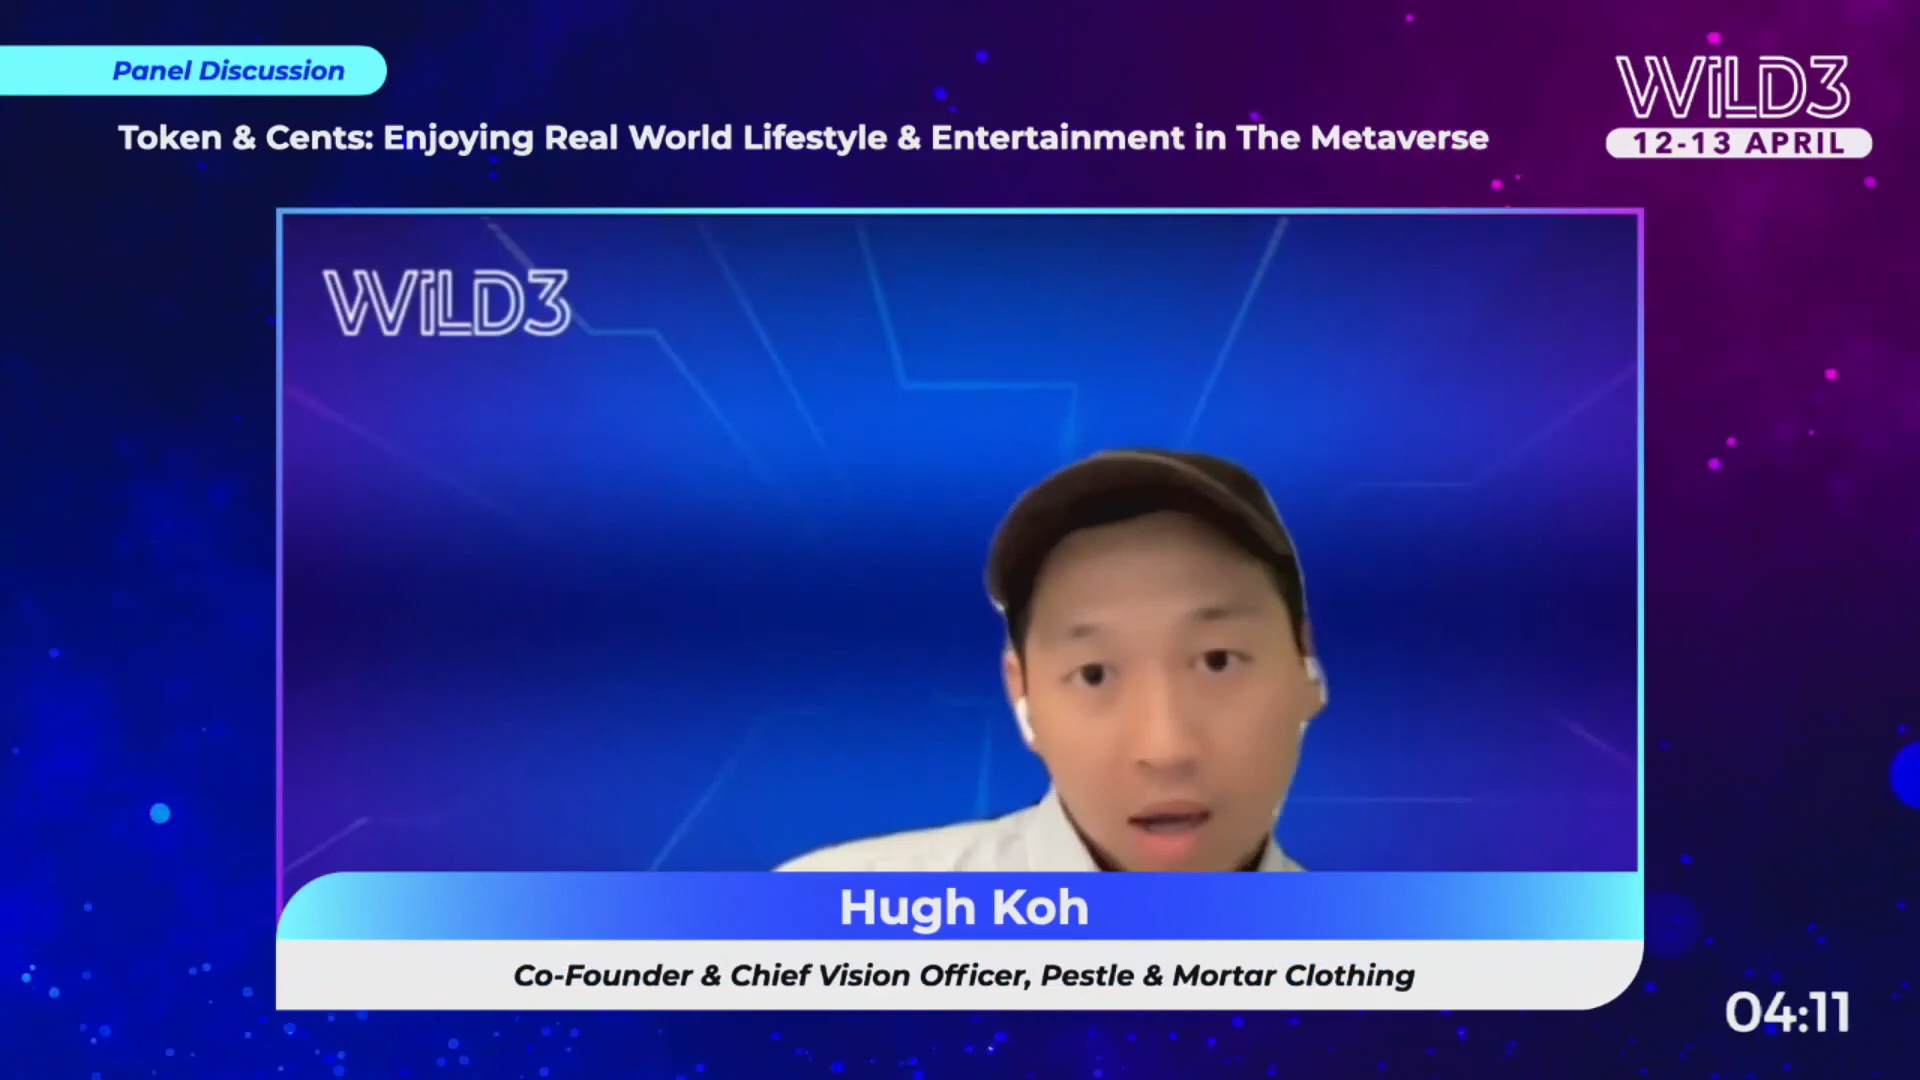 Panel Discussion
Token & Cents: Enjoying Real World Lifestyle & Entertainment in The Metaverse
WiLD3
12-13 APRIL
WiLD3
Hugh Koh
Co-Founder & Chief Vision Officer, Pestle & Mortar Clothing
04:11